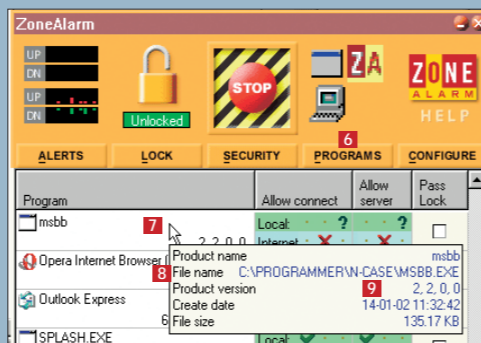 ZoneAlarm
UP
DN
UP
DN
Unlocked
STOP
ZA
ZONE
ALARM
HELP
6
ALERTS LOCK SECURITY PROGRAMS CONFIGURE
Program Allow connect Allow server Pass Lock
msbb 7 Local: ? ?
2, 2, 0, 0 Internet
Opera Internet Browser
8
Product name msbb
File name C:\PROGRAMMER\N-CASE\MSBB.EXE
Product version 9 2, 2, 0, 0
Create date 14-01-02 11:32:42
File size 135.17 KB
Outlook Express
6
SPLASH.EXE Local: